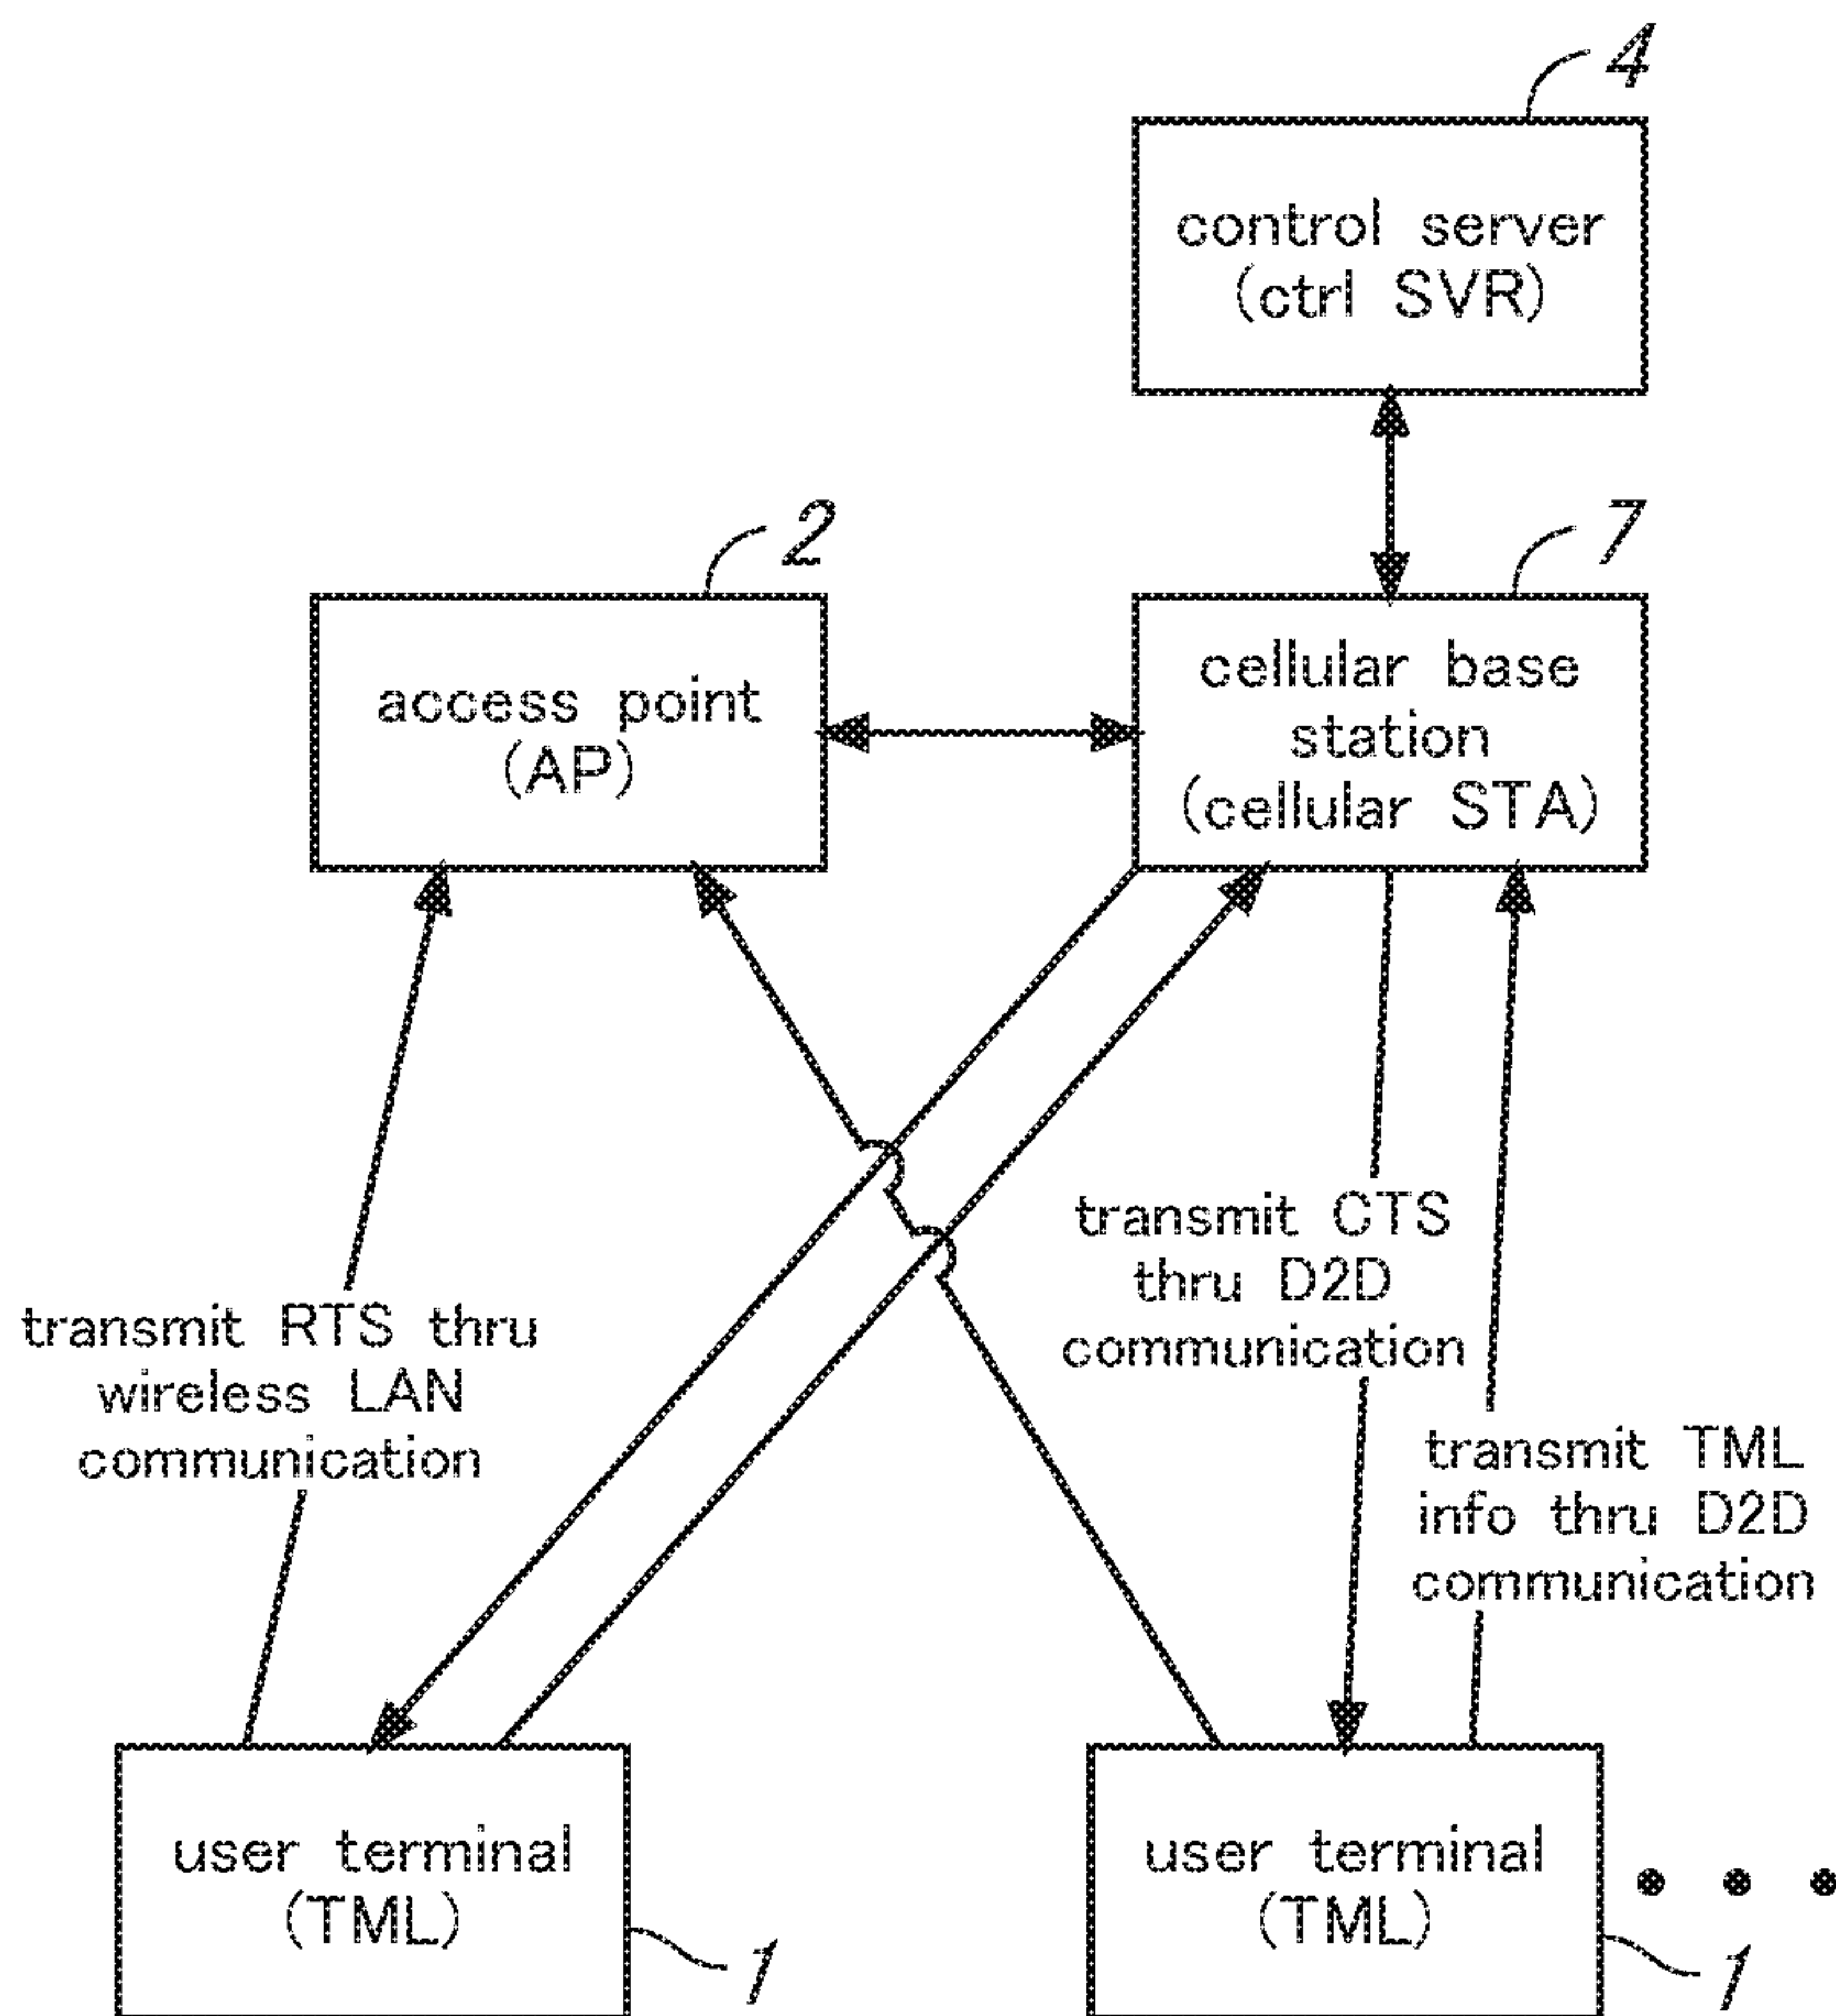 4
control server
(ctrl SVR)
2
7
access point
(AP)
cellular base
station
(cellular STA)
transmit RTS thru
wireless LAN
communication
transmit CTS
thru D2D
communication
transmit TML
info thru D2D
communication
user terminal
(TML)
1
user terminal
(TML)
1